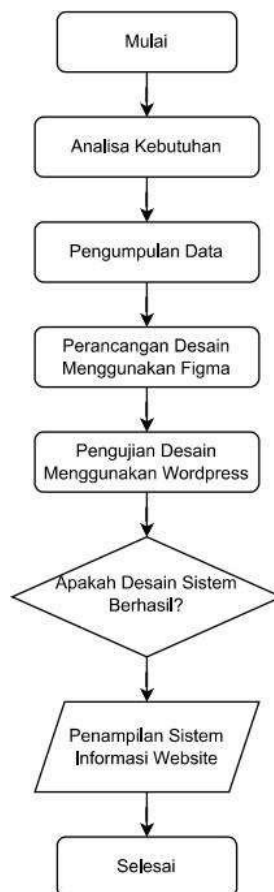 Mulai
Analisa Kebutuhan
Pengumpulan Data
Perancangan Desain
Menggunakan Figma
Pengujian Desain
Menggunakan Wordpress
Apakah Desain Sistem
Berhasil?
Penampilan Sistem
Informasi Website
Selesai